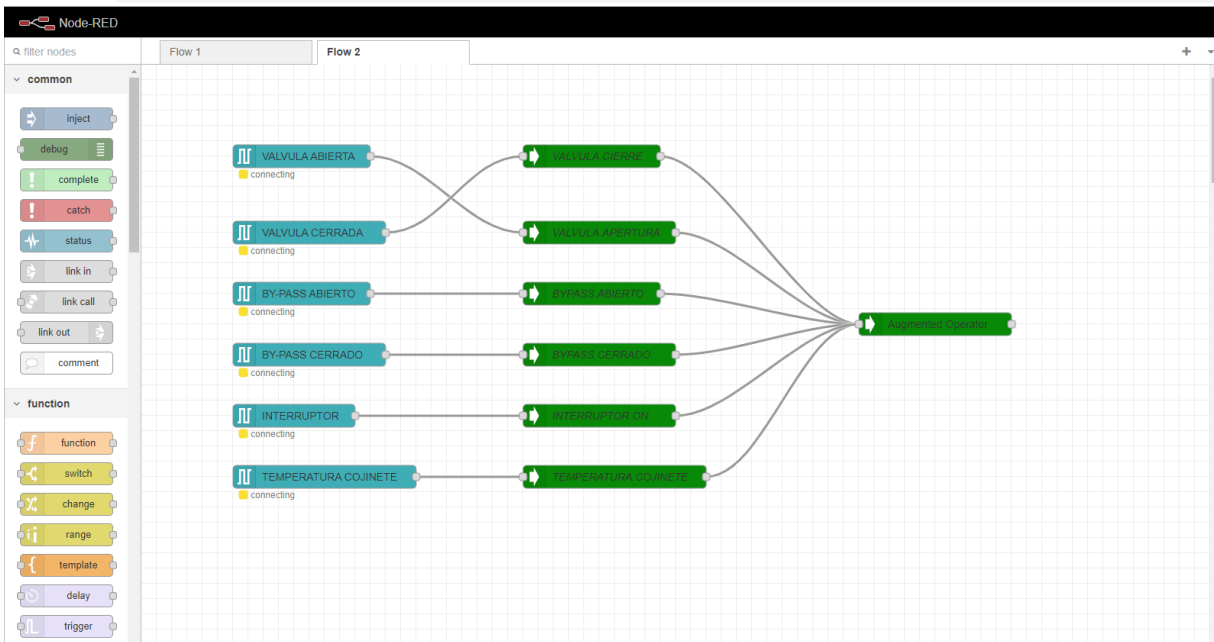 Node-RED
filter nodes
Flow 1
Flow 2
common
inject
debug
complete
catch
status
link in
link call
link out
comment
function
function
switch
change
range
template
delay
trigger
VALVULA ABIERTA
connecting
VALVULA CIERRE
VALVULA CERRADA
connecting
VALVULA APERTURA
BY-PASS ABIERTO
connecting
BYPASS ABIERTO
Augmented Operator
BY-PASS CERRADO
connecting
BYPASS CERRADO
INTERRUPTOR
connecting
INTERRUPTOR ON
TEMPERATURA COJINETE
connecting
TEMPERATURA COJINETE